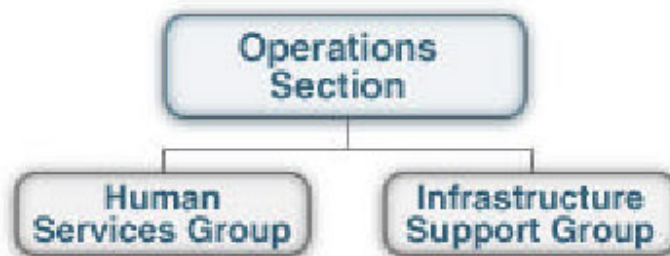 Operations
Section
Human
Services Group
Infrastructure
Support Group